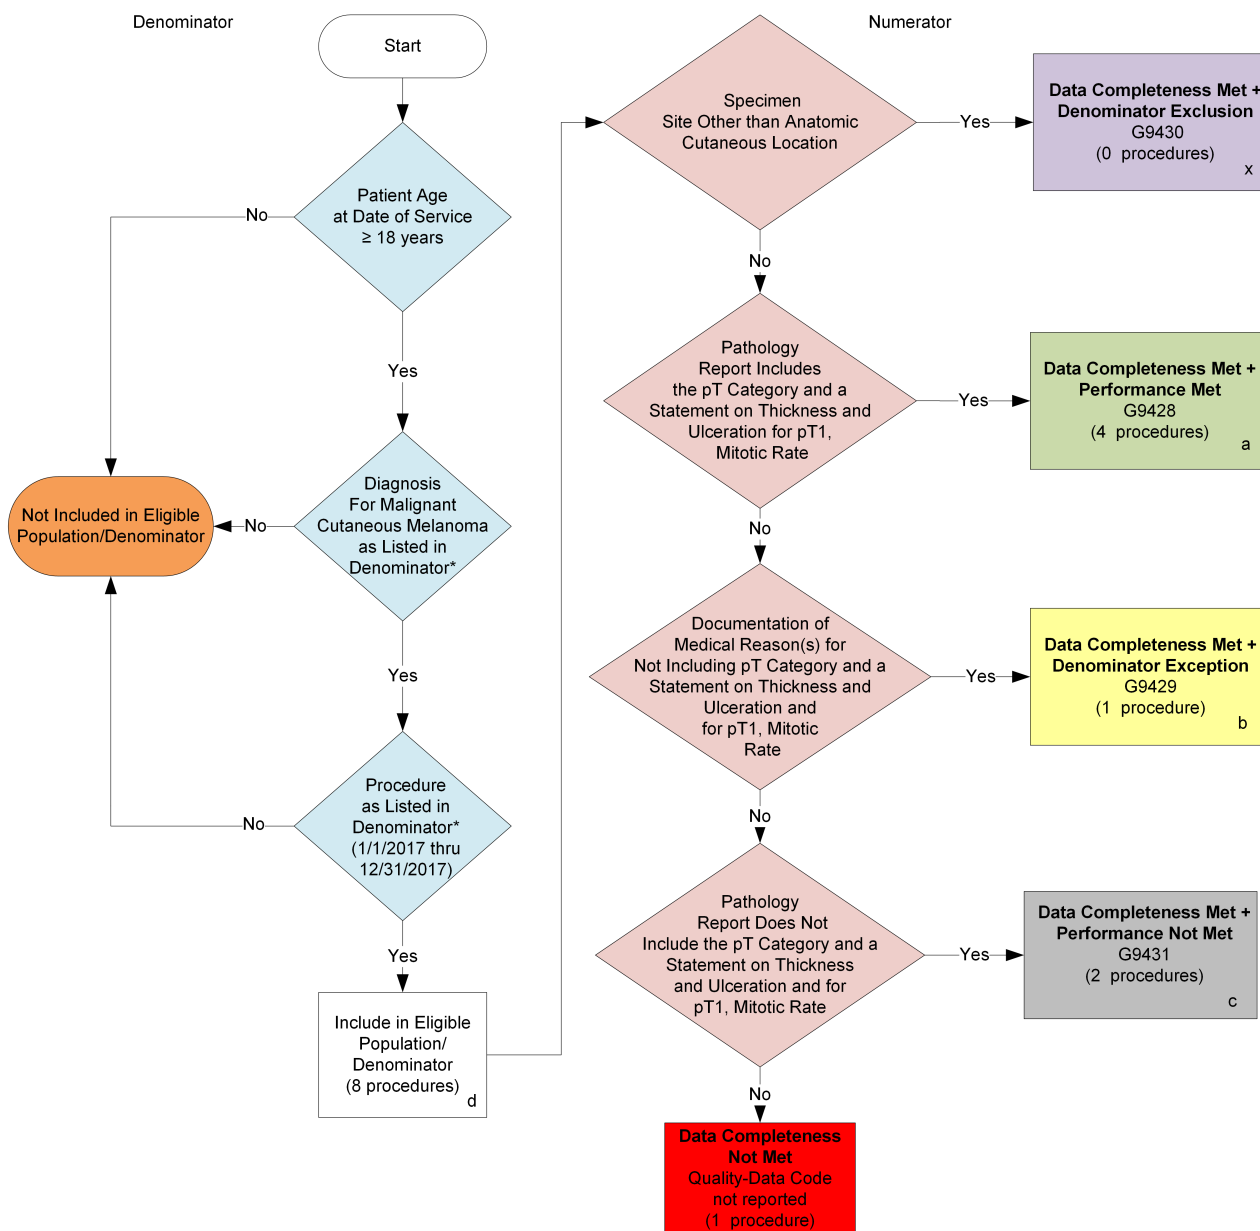 Denominator
Start
Patient Age
at Date of Service
≥ 18 years
No
Yes
Diagnosis
For Malignant
Cutaneous Melanoma
as Listed in
Denominator*
No
Not Included in Eligible
Population/Denominator
Yes
Procedure
as Listed in
Denominator*
(1/1/2017 thru
12/31/2017)
No
Yes
Include in Eligible
Population/
Denominator
(8 procedures)
d
Numerator
Specimen
Site Other than Anatomic
Cutaneous Location
Yes
Data Completeness Met +
Denominator Exclusion
G9430
(0 procedures)
x
No
Pathology
Report Includes
the pT Category and a
Statement on Thickness and
Ulceration for pT1,
Mitotic Rate
Yes
Data Completeness Met +
Performance Met
G9428
(4 procedures)
a
No
Documentation of
Medical Reason(s) for
Not Including pT Category and a
Statement on Thickness and
Ulceration and
for pT1, Mitotic
Rate
Yes
Data Completeness Met +
Denominator Exception
G9429
(1 procedure)
b
No
Pathology
Report Does Not
Include the pT Category and a
Statement on Thickness
and Ulceration and for
pT1, Mitotic Rate
Yes
Data Completeness Met +
Performance Not Met
G9431
(2 procedures)
c
No
Data Completeness
Not Met
Quality-Data Code
not reported
(1 procedure)